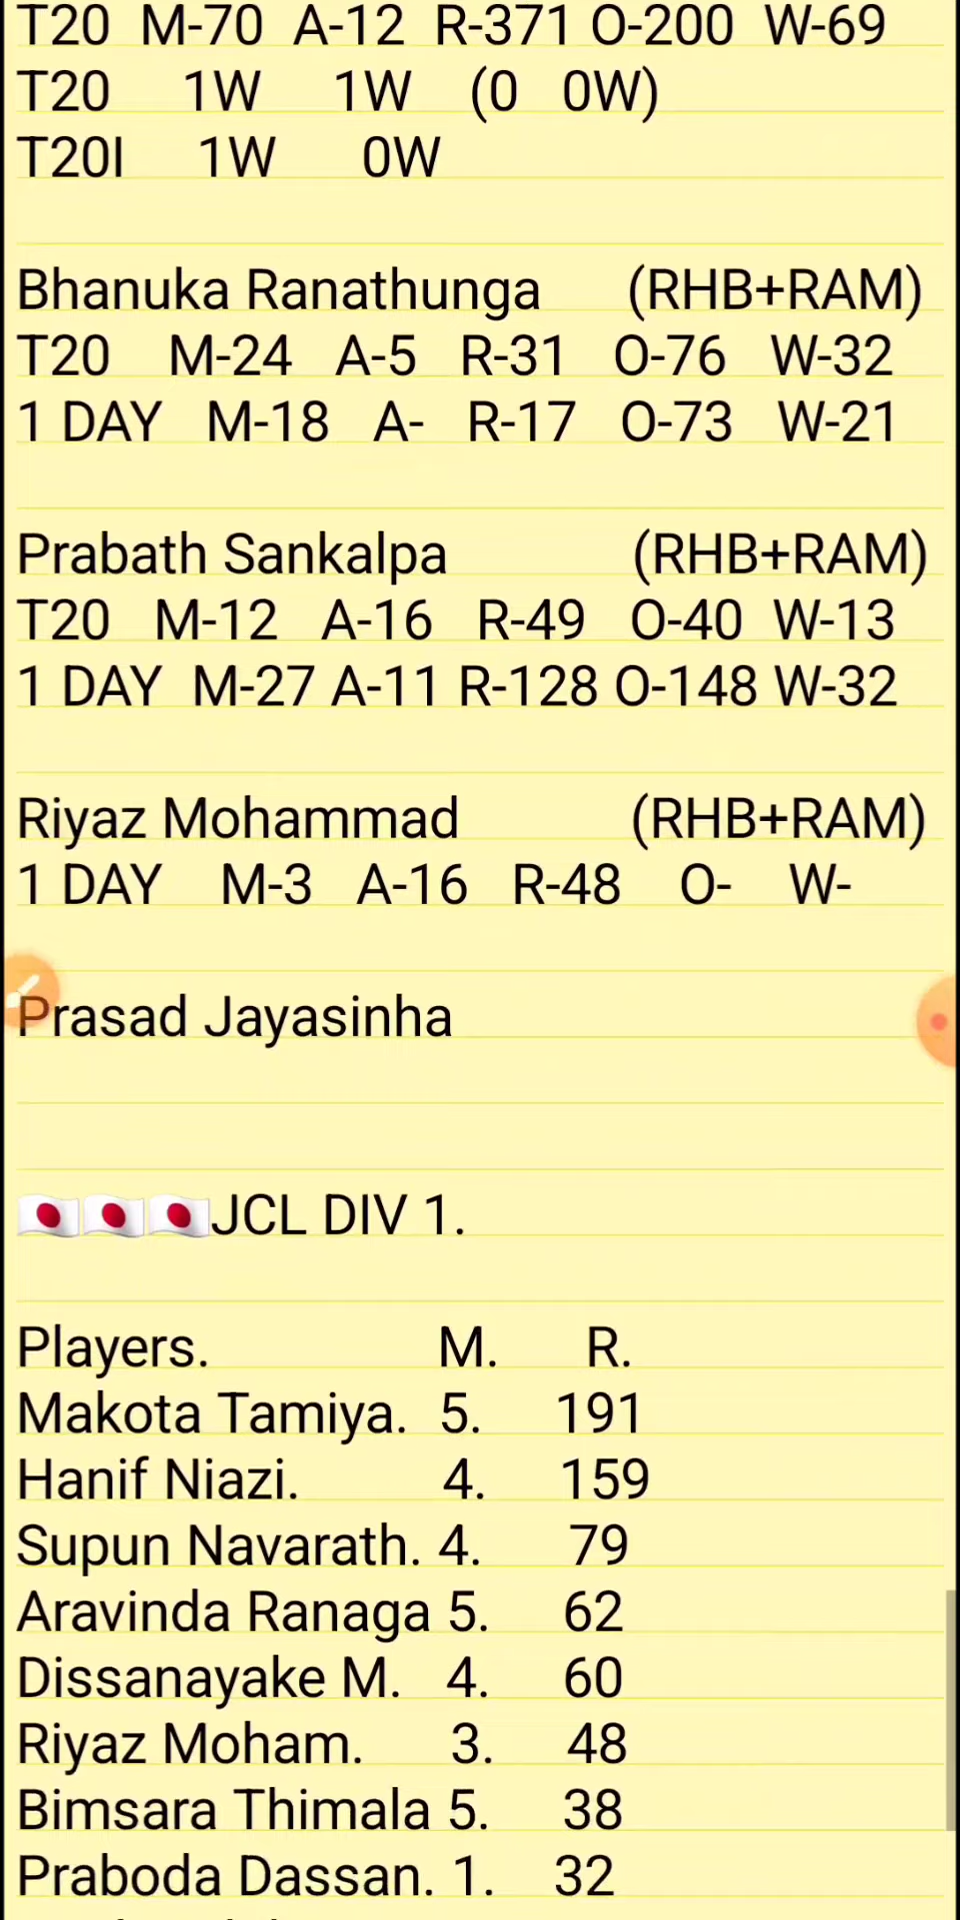 T20 M-70 A-12 R-371 O-200 W-69
T20 1W 1W (0 0W)
T20I 1W 0W
Bhanuka Ranathunga (RHB+RAM)
T20 M-24 A-5 R-31 O-76 W-32
1 DAY M-18 A- R-17 O-73 W-21
Prabath Sankalpa (RHB+RAM)
T20 M-12 A-16 R-49 O-40 W-13
1 DAY M-27 A-11 R-128 O-148 W-32
Riyaz Mohammad (RHB+RAM)
1 DAY M-3 A-16 R-48 O- W-
Prasad Jayasinha
🇯🇵🇯🇵🇯🇵JCL DIV 1.
Players. M. R.
Makota Tamiya. 5. 191
Hanif Niazi. 4. 159
Supun Navarath. 4. 79
Aravinda Ranaga 5. 62
Dissanayake M. 4. 60
Riyaz Moham. 3. 48
Bimsara Thimala 5. 38
Praboda Dassan. 1. 32